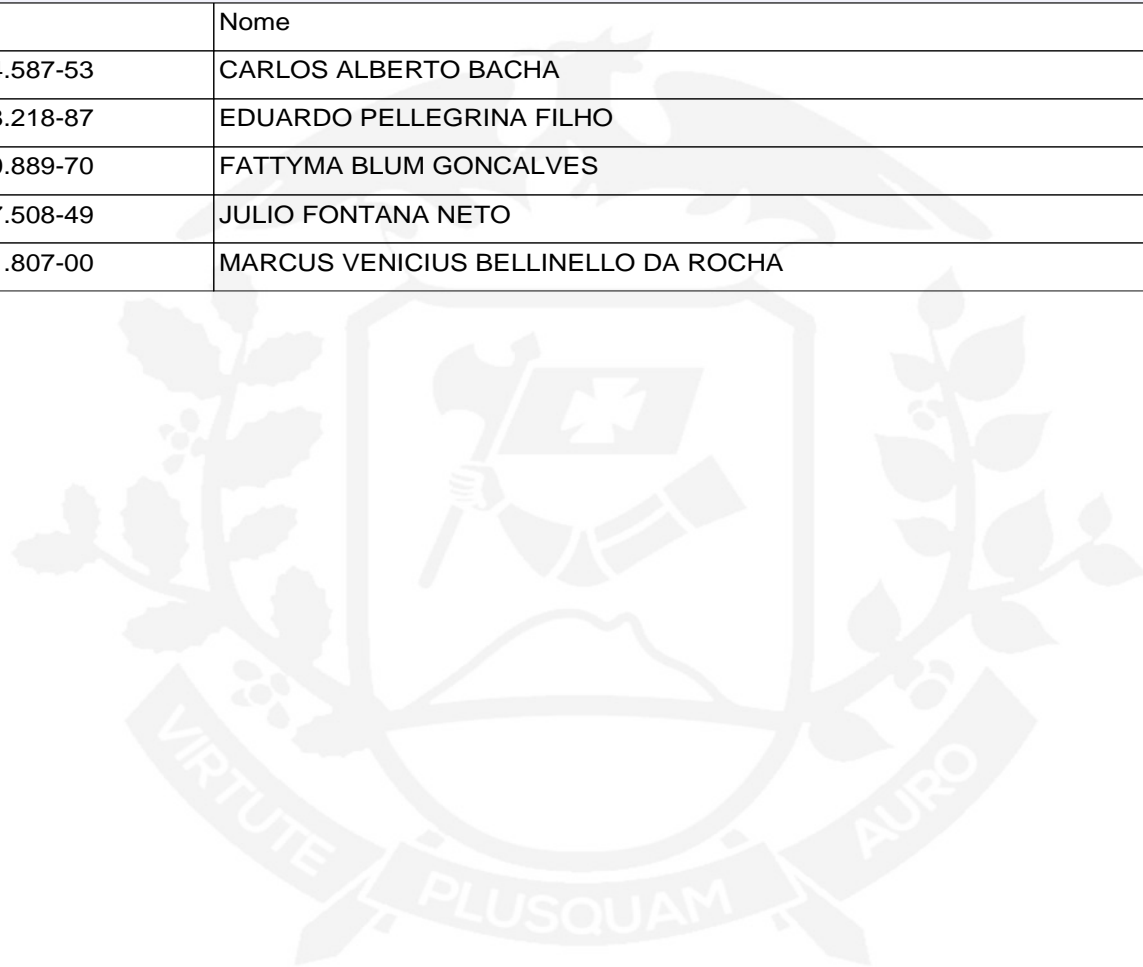 Nome
.587-53 CARLOS ALBERTO BACHA
.218-87 EDUARDO PELLEGRINA FILHO
.889-70 FATTYMA BLUM GONCALVES
.508-49 JULIO FONTANA NETO
.807-00 MARCUS VENICIUS BELLINELLO DA ROCHA
VIRTUTE PLUSQUAM AURO